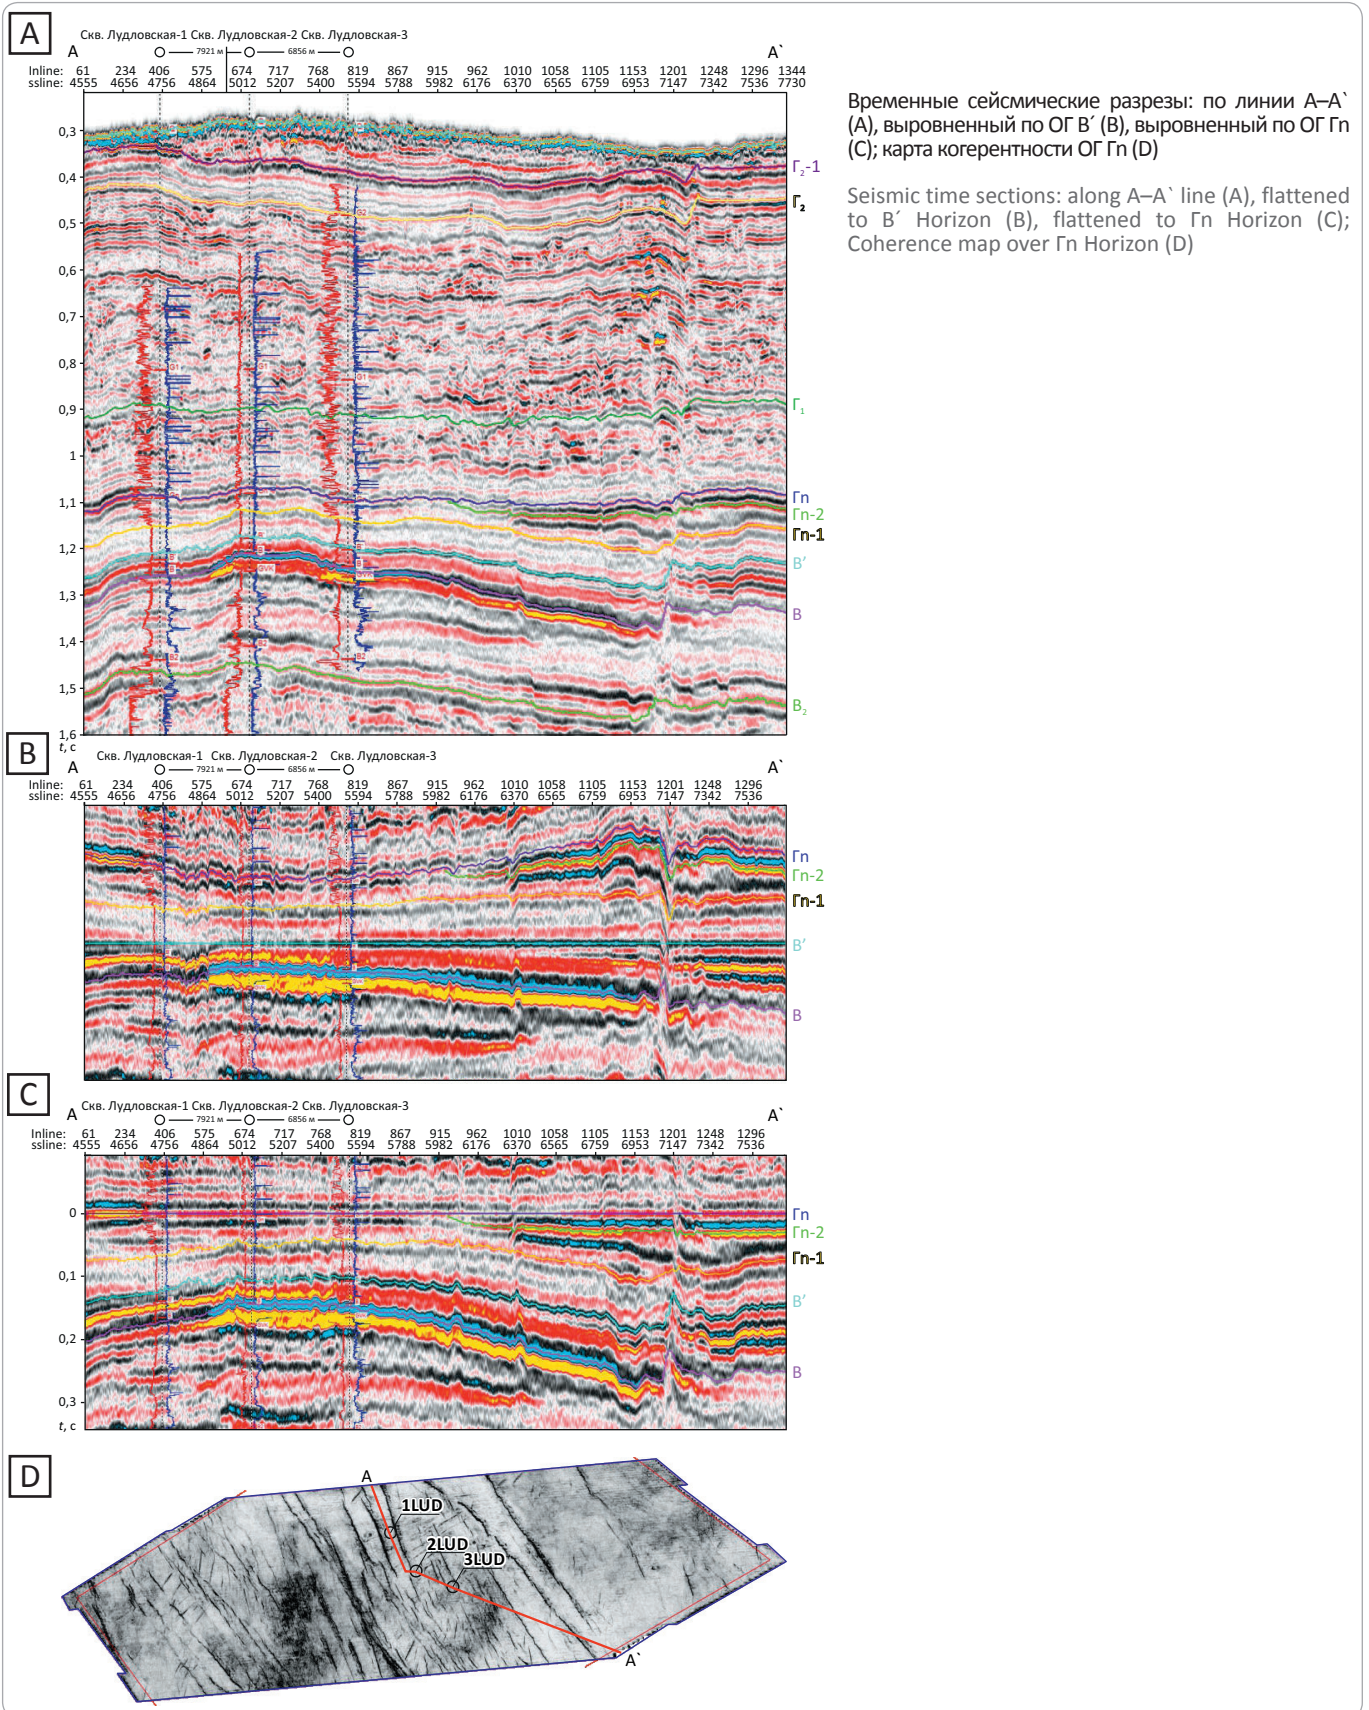 A
Скв. Лудловская-1 Скв. Лудловская-2 Скв. Лудловская-3
A 7921 м 6856 м A`
Inline: 61 234 406 575 674 717 768 819 867 915 962 1010 1058 1105 1153 1201 1248 1296 1344
ssline: 4555 4656 4756 4864 5012 5207 5400 5594 5788 5982 6176 6370 6565 6759 6953 7147 7342 7536 7730
Временные сейсмические разрезы: по линии A–A`
(A), выровненный по ОГ B´ (B), выровненный по ОГ Гп
(C); карта когерентности ОГ Гп (D)
Seismic time sections: along A–A` line (A), flattened
to B´ Horizon (B), flattened to Гп Horizon (C);
Coherence map over Гп Horizon (D)
0,3
Г₂-1
0,4
Г₂
G2
0,5
0,6
0,7
0,8
G1 G1 G1
Г₁
0,9
1
Гп
1,1
Гп-2
Гп-1
1,2
B'
B B B
GVK
1,3
B
1,4
B2 B2 B2
1,5
B₂
1,6
t, c
B
Скв. Лудловская-1 Скв. Лудловская-2 Скв. Лудловская-3
A 7921 м 6856 м A`
Inline: 61 234 406 575 674 717 768 819 867 915 962 1010 1058 1105 1153 1201 1248 1296
ssline: 4555 4656 4756 4864 5012 5207 5400 5594 5788 5982 6176 6370 6565 6759 6953 7147 7342 7536
Гп
Гп-2
Гп-1
B'
B
C
Скв. Лудловская-1 Скв. Лудловская-2 Скв. Лудловская-3
A 7921 м 6856 м A`
Inline: 61 234 406 575 674 717 768 819 867 915 962 1010 1058 1105 1153 1201 1248 1296
ssline: 4555 4656 4756 4864 5012 5207 5400 5594 5788 5982 6176 6370 6565 6759 6953 7147 7342 7536
0
Гп
Гп-2
Гп-1
0,1
B'
0,2
B
0,3
t, c
D
A
1LUD
2LUD
3LUD
A`